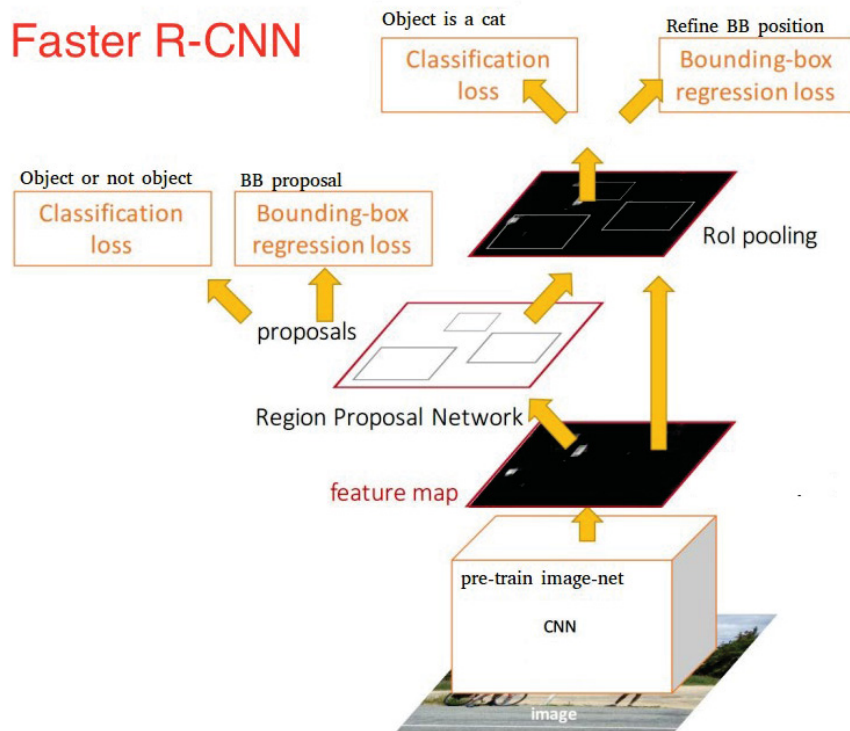 Faster R-CNN
Object is a cat
Classification
loss
Refine BB position
Bounding-box
regression loss
Object or not object
Classification
loss
BB proposal
Bounding-box
regression loss
RoI pooling
proposals
Region Proposal Network
feature map
pre-train image-net
CNN
image